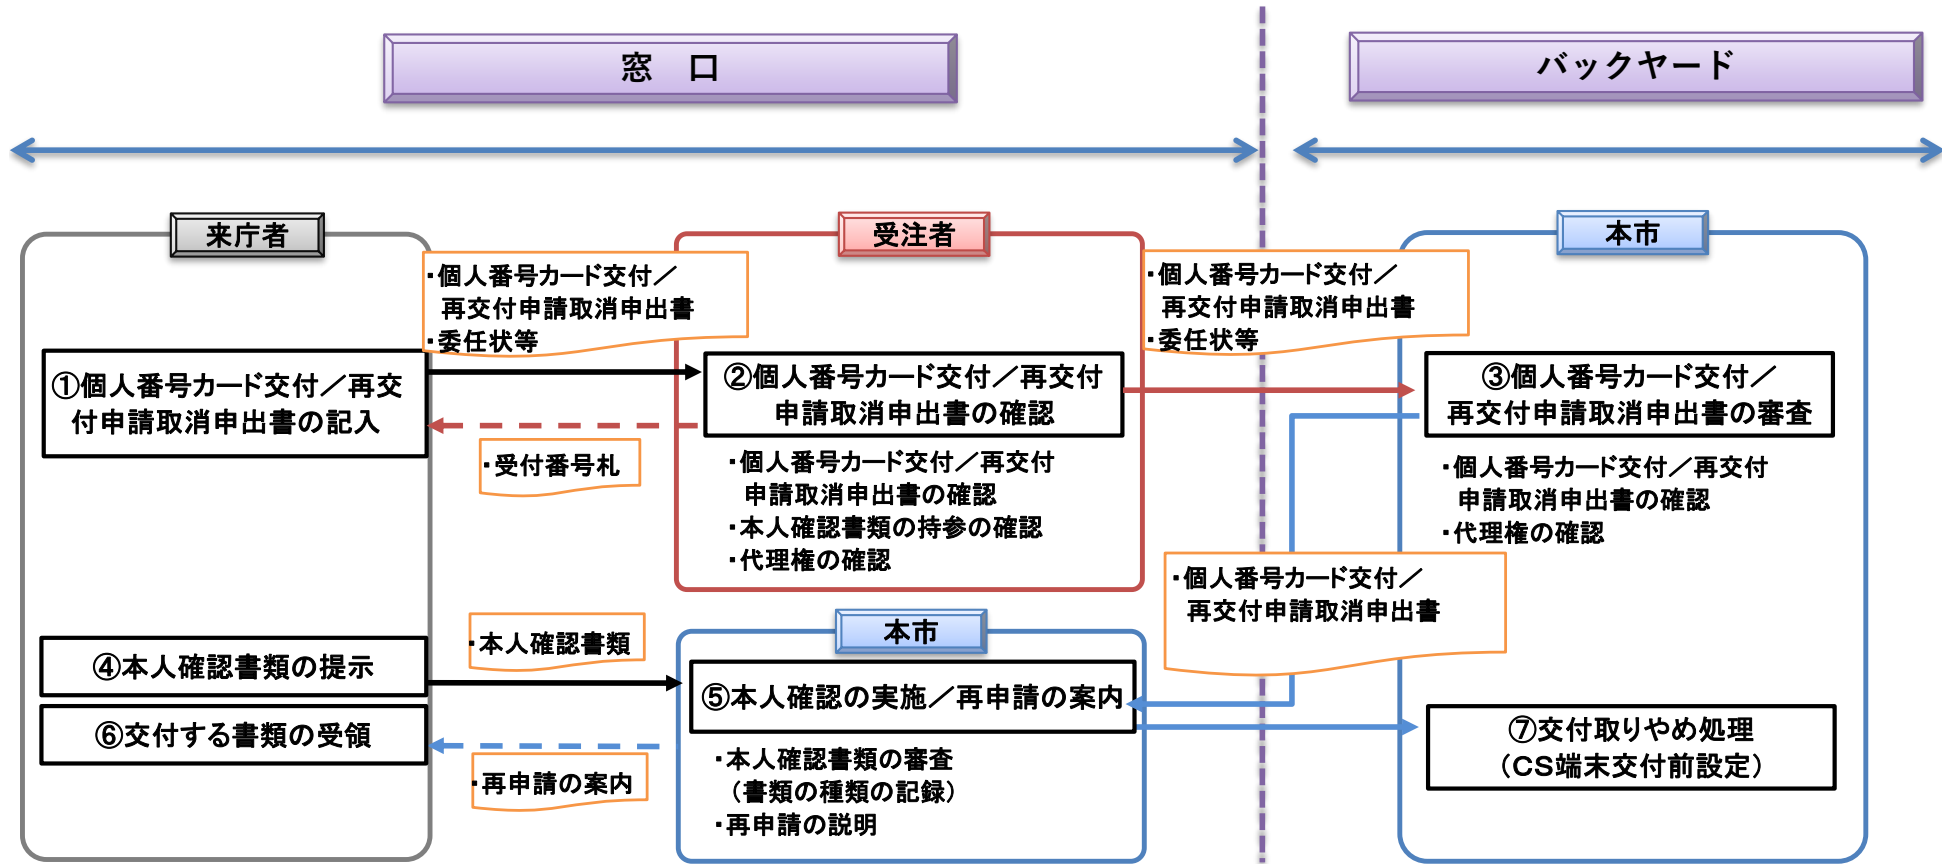 窓　口
バックヤード
来庁者
受注者
本市
・個人番号カード交付／
再交付申請取消申出書
・委任状等
・個人番号カード交付／
再交付申請取消申出書
・委任状等
①個人番号カード交付／再交
付申請取消申出書の記入
②個人番号カード交付／再交付
申請取消申出書の確認
③個人番号カード交付／
再交付申請取消申出書の審査
・受付番号札
・個人番号カード交付／再交付
申請取消申出書の確認
・本人確認書類の持参の確認
・代理権の確認
・個人番号カード交付／再交付
申請取消申出書の確認
・代理権の確認
・個人番号カード交付／
再交付申請取消申出書
・本人確認書類
本市
④本人確認書類の提示
⑤本人確認の実施／再申請の案内
⑥交付する書類の受領
⑦交付取りやめ処理
（ＣＳ端末交付前設定）
・再申請の案内
・本人確認書類の審査
（書類の種類の記録）
・再申請の説明